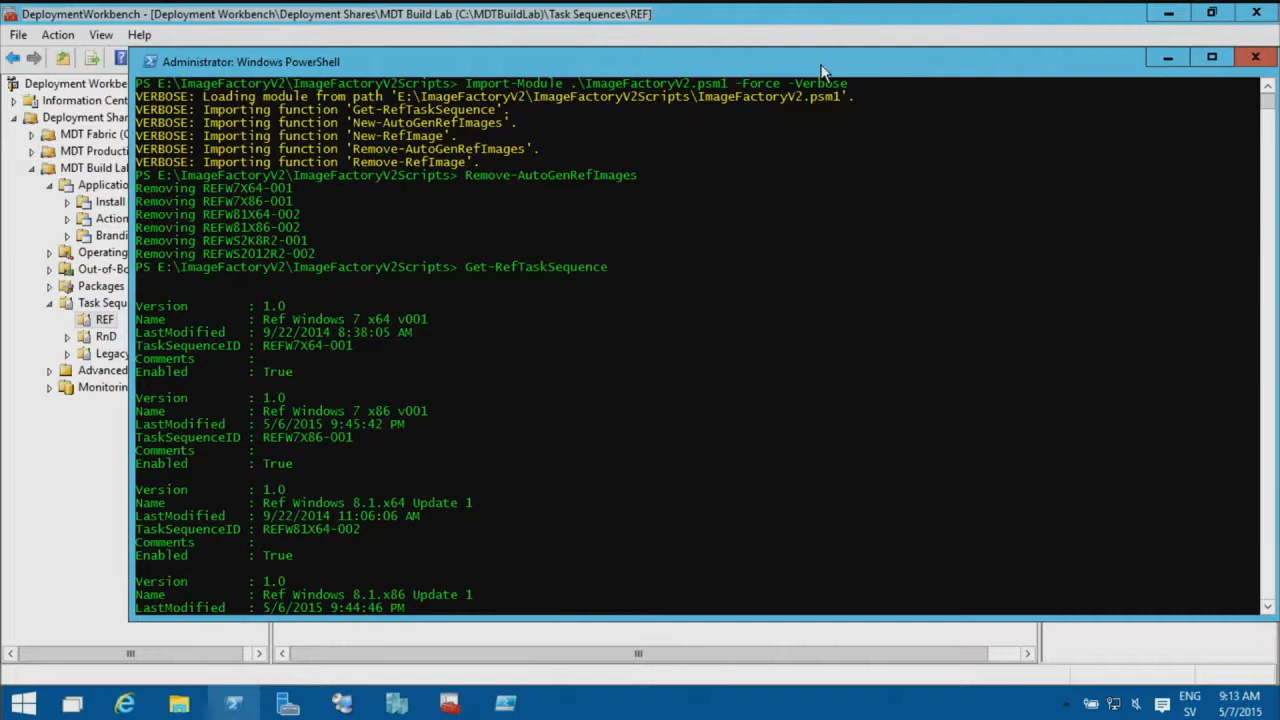 DeploymentWorkbench - [Deployment Workbench\Deployment Shares\MDT Build Lab (C:\MDTBuildLab)\Task Sequences\REF]
File Action View Help
Administrator: Windows PowerShell
Deployment Workbe
Information Cent
Deployment Share
MDT Fabric (C
MDT Producti
MDT Build Lab
Applications
Install
Action
Brandi
Operating
Out-of-Bo
Packages
Task Sequ
REF
RnD
Legacy
Advanced
Monitorin
PS E:\ImageFactoryV2\ImageFactoryV2Scripts> Import-Module .\ImageFactoryV2.psm1 -Force -Verbose
VERBOSE: Loading module from path 'E:\ImageFactoryV2\ImageFactoryV2Scripts\ImageFactoryV2.psm1'.
VERBOSE: Importing function 'Get-RefTaskSequence'.
VERBOSE: Importing function 'New-AutoGenRefImages'.
VERBOSE: Importing function 'New-RefImage'.
VERBOSE: Importing function 'Remove-AutoGenRefImages'.
VERBOSE: Importing function 'Remove-RefImage'.
PS E:\ImageFactoryV2\ImageFactoryV2Scripts> Remove-AutoGenRefImages
Removing REFW7X64-001
Removing REFW7X86-001
Removing REFW81X64-002
Removing REFW81X86-002
Removing REFWS2K8R2-001
Removing REFWS2012R2-002
PS E:\ImageFactoryV2\ImageFactoryV2Scripts> Get-RefTaskSequence
Version : 1.0
Name : Ref Windows 7 x64 v001
LastModified : 9/22/2014 8:38:05 AM
TaskSequenceID : REFW7X64-001
Comments :
Enabled : True
Version : 1.0
Name : Ref Windows 7 x86 v001
LastModified : 5/6/2015 9:45:42 PM
TaskSequenceID : REFW7X86-001
Comments :
Enabled : True
Version : 1.0
Name : Ref Windows 8.1.x64 Update 1
LastModified : 9/22/2014 11:06:06 AM
TaskSequenceID : REFW81X64-002
Comments :
Enabled : True
Version : 1.0
Name : Ref Windows 8.1.x86 Update 1
LastModified : 5/6/2015 9:44:46 PM
ENG
SV
9:13 AM
5/7/2015